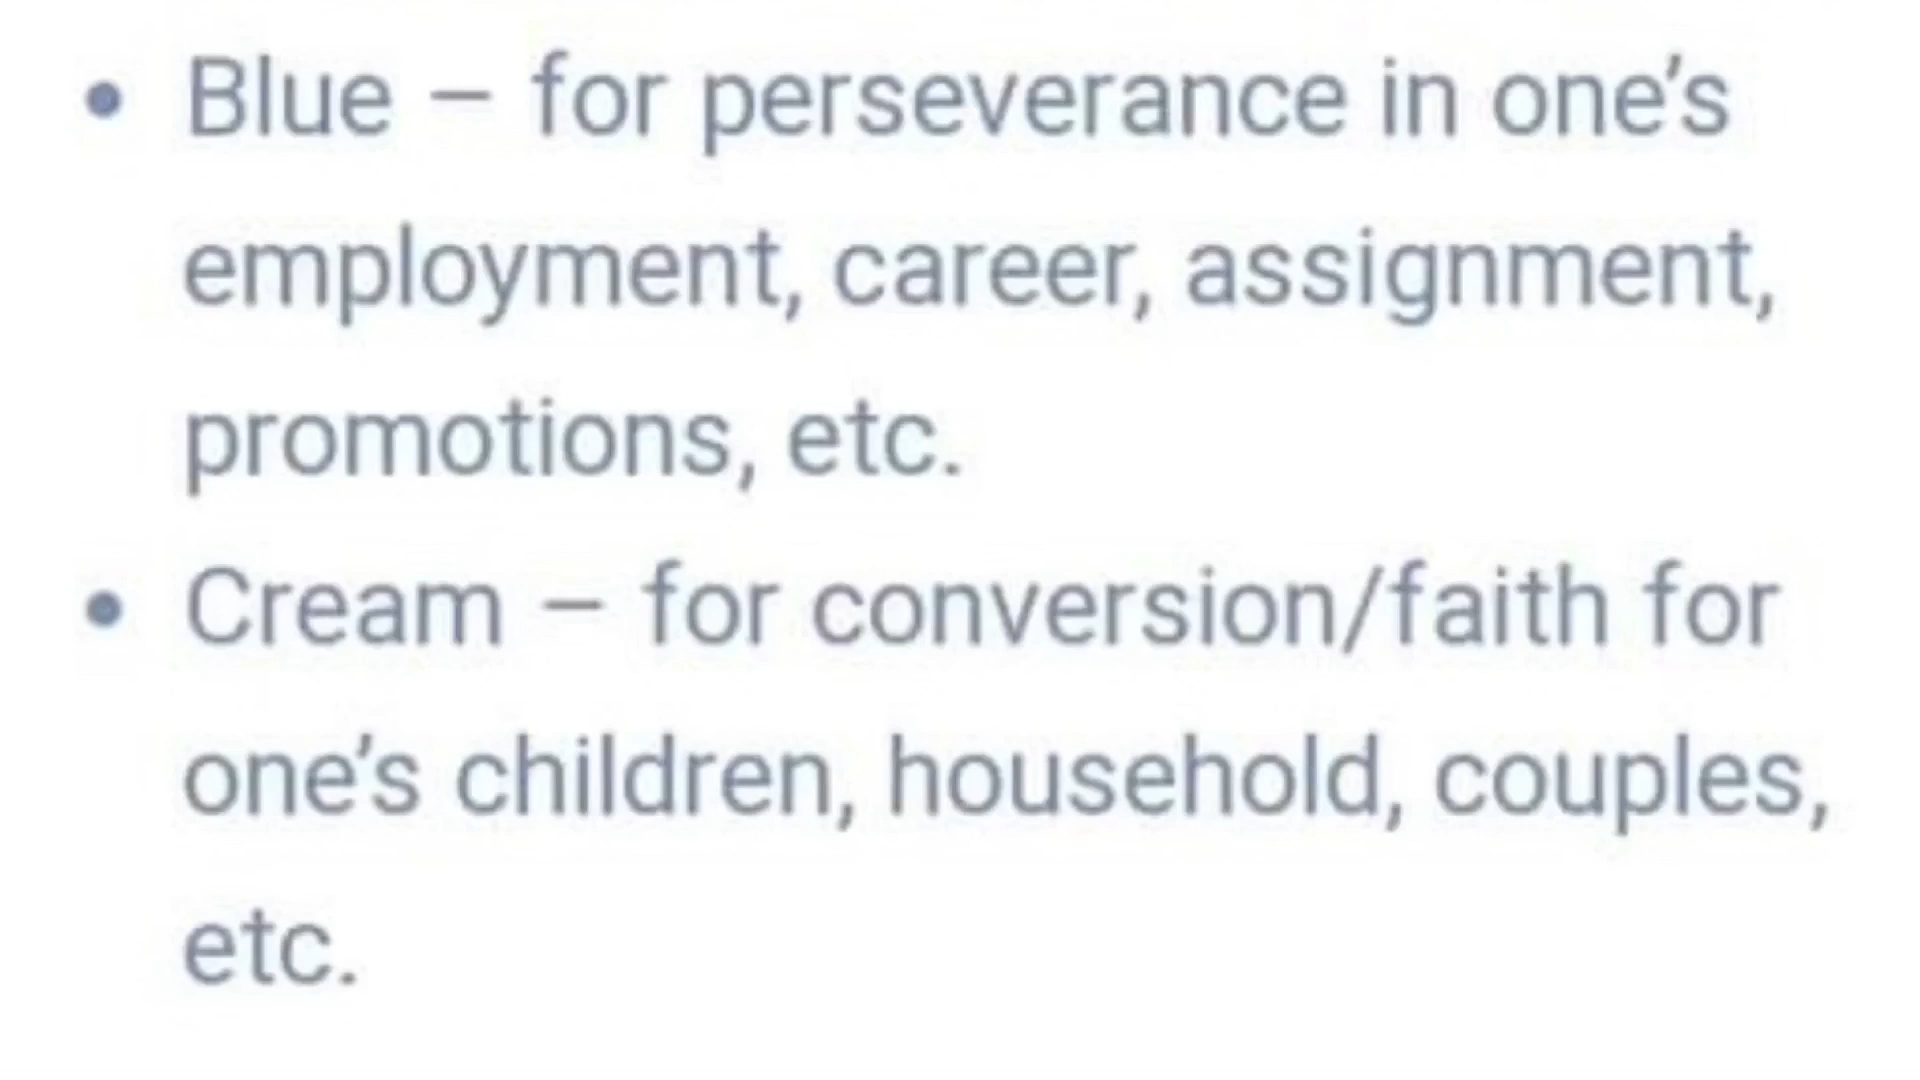 • Blue – for perseverance in one’s
employment, career, assignment,
promotions, etc.
• Cream – for conversion/faith for
one’s children, household, couples,
etc.